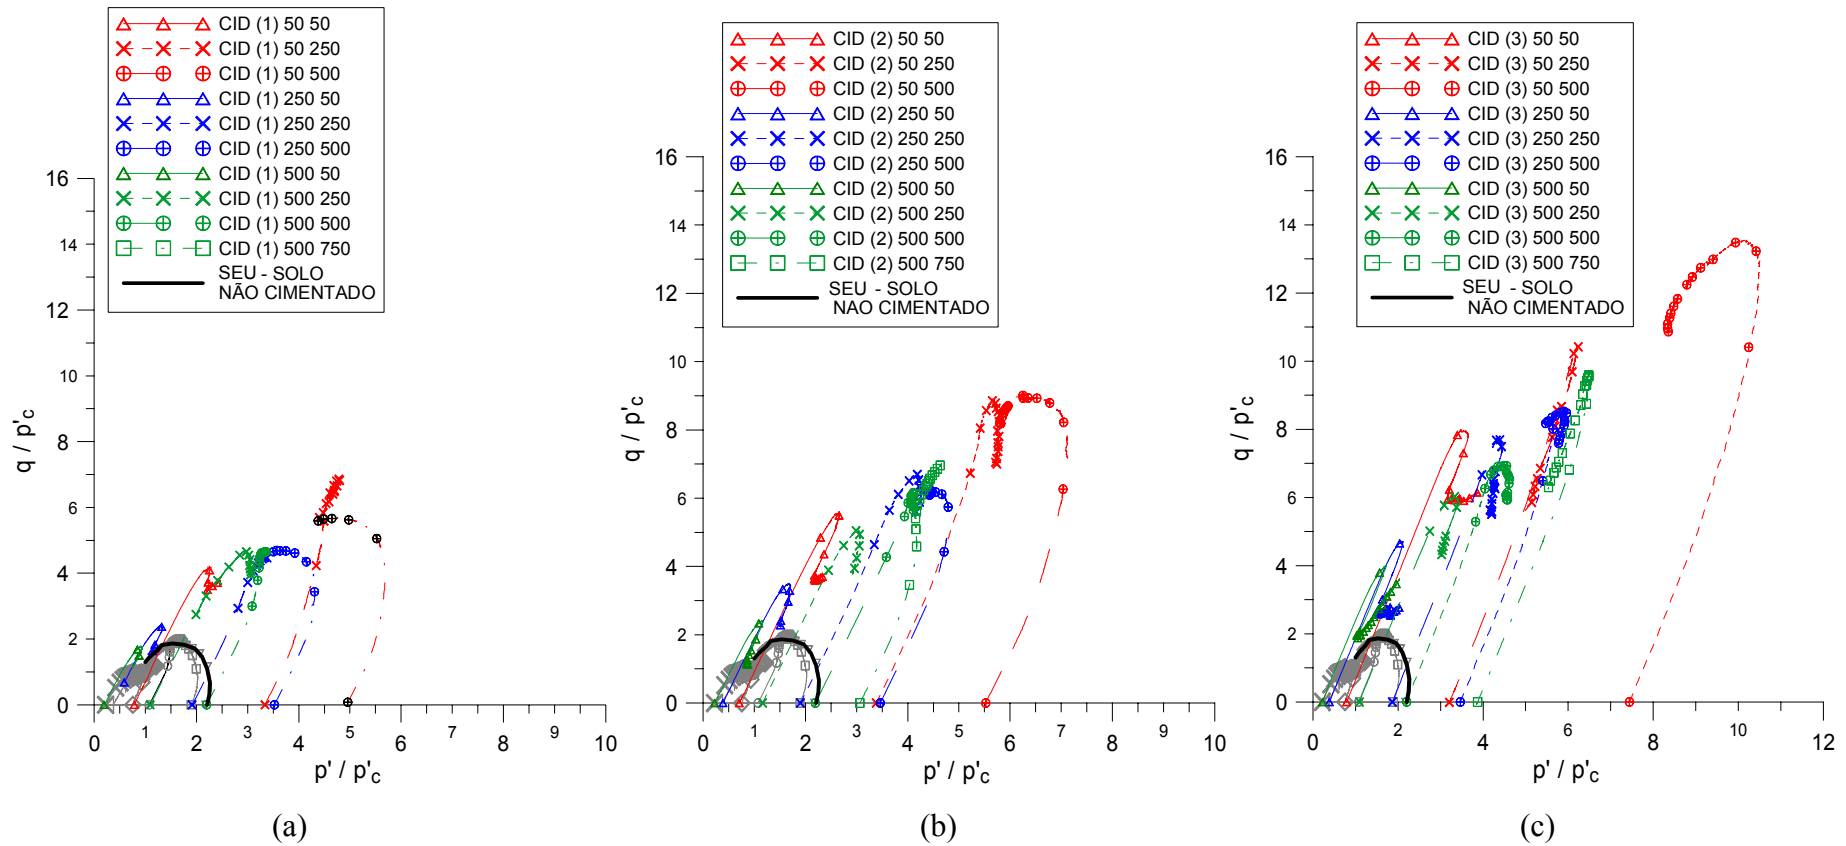 CID (1) 50 50
CID (1) 50 250
CID (1) 50 500
CID (1) 250 50
CID (1) 250 250
CID (1) 250 500
CID (1) 500 50
CID (1) 500 250
CID (1) 500 500
CID (1) 500 750
SEU - SOLO
NÃO CIMENTADO
16
14
12
10
8
6
4
2
0
q / p'c
0 1 2 3 4 5 6 7 8 9 10
p' / p'c
(a)
CID (2) 50 50
CID (2) 50 250
CID (2) 50 500
CID (2) 250 50
CID (2) 250 250
CID (2) 250 500
CID (2) 500 50
CID (2) 500 250
CID (2) 500 500
CID (2) 500 750
SEU - SOLO
NAO CIMENTADO
16
14
12
10
8
6
4
2
0
q / p'c
0 1 2 3 4 5 6 7 8 9 10
p' / p'c
(b)
CID (3) 50 50
CID (3) 50 250
CID (3) 50 500
CID (3) 250 50
CID (3) 250 250
CID (3) 250 500
CID (3) 500 50
CID (3) 500 250
CID (3) 500 500
CID (3) 500 750
SEU - SOLO
NÃO CIMENTADO
16
14
12
10
8
6
4
2
0
q / p'c
0 2 4 6 8 10 12
p' / p'c
(c)